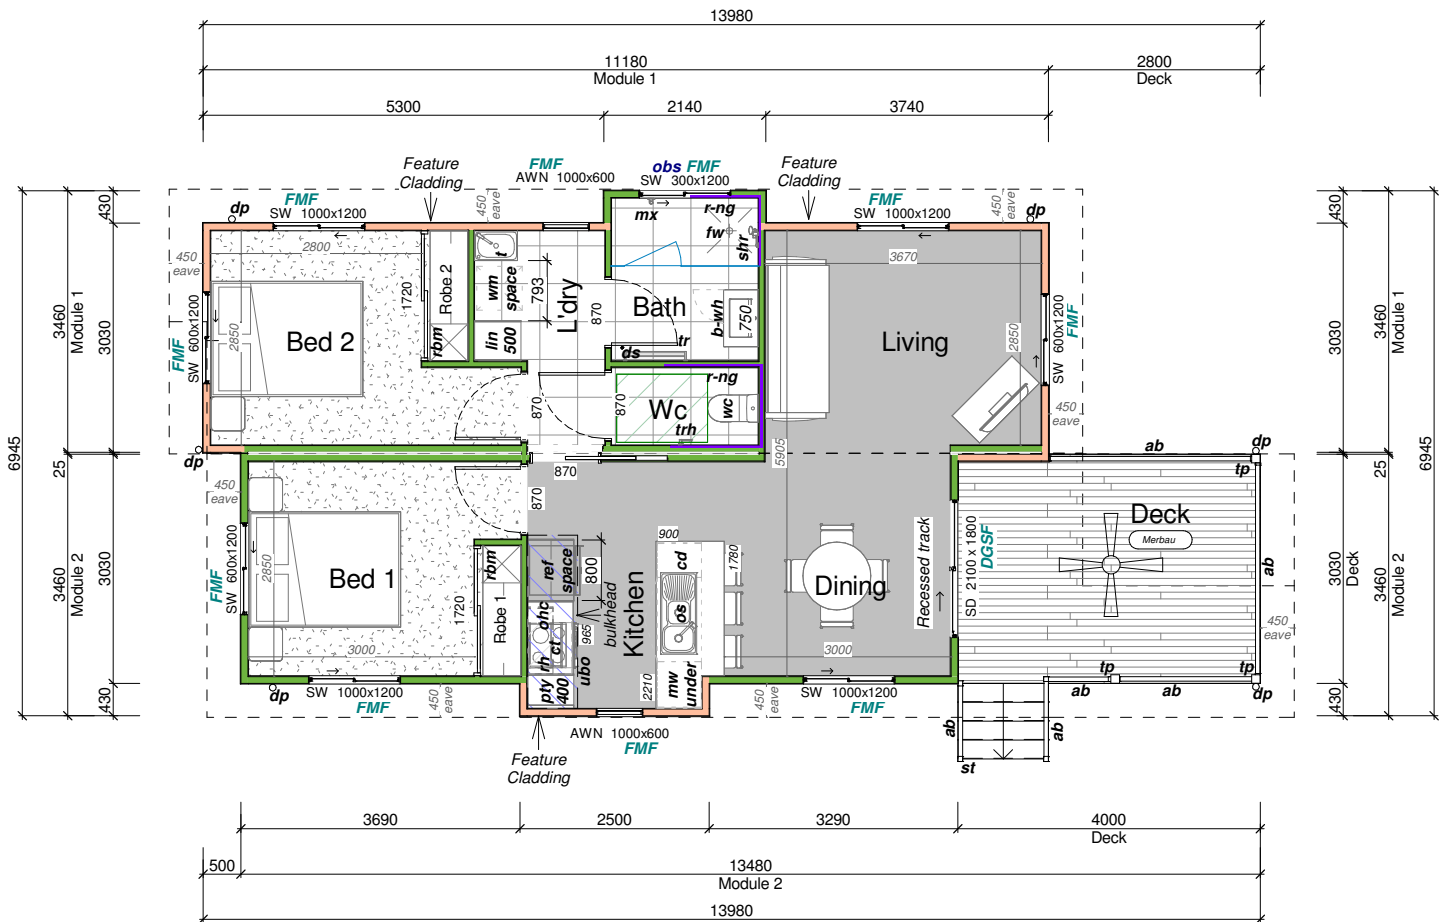 13980
11180
Module 1
2800
Deck
5300
2140
3740
Feature
Cladding
FMF
AWN 1000x600
obs FMF
SW 300x1200
Feature
Cladding
FMF
SW 1000x1200
FMF
SW 1000x1200
dp
450
eave
mx
r-ng
fw
shr
450
eave
dp
6945
430
3460
Module 1
3030
25
3460
Module 2
3030
430
450
eave
FMF
SW 600x1200
2800
2850
Bed 2
1720
Robe 2
rbm
t
wm
space
793
lin
500
L'dry
870
Bath
b-wh
750
tr
ds
870
870
Wc
r-ng
wc
trh
3670
Living
2850
SW 600x1200
FMF
450
eave
430
3030
3460
Module 1
25
3030
Deck
3460
Module 2
430
6945
dp
450
eave
870
870
5905
ab
dp
tp
FMF
SW 600x1200
2850
Bed 1
1720
Robe 1
rbm
3000
ref
space
800
bulkhead
ohc
ct
rh
965
ubo
pty
400
Kitchen
900
cd
os
1780
2210
mw
under
Dining
3000
Recessed track
SD 2100 x 1800
DGSF
Deck
Merbau
ab
450
eave
tp
tp
ab
ab
dp
dp
SW 1000x1200
FMF
450
eave
AWN 1000x600
FMF
Feature
Cladding
450
eave
SW 1000x1200
FMF
ab
ab
st
3690
2500
3290
4000
Deck
500
13480
Module 2
13980